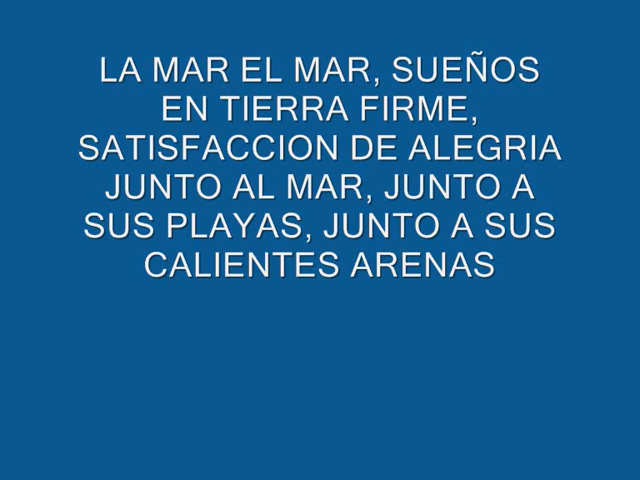 LA MAR EL MAR, SUEÑOS
EN TIERRA FIRME,
SATISFACCION DE ALEGRIA
JUNTO AL MAR, JUNTO A
SUS PLAYAS, JUNTO A SUS
CALIENTES ARENAS